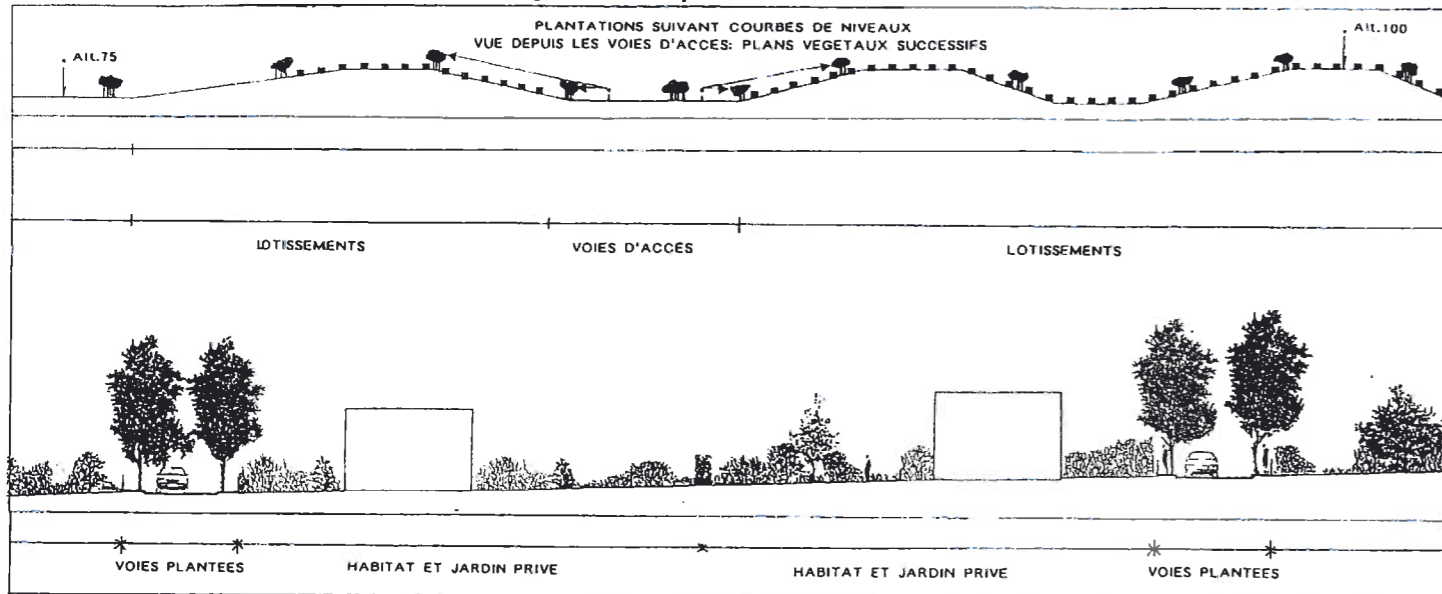 PLANTATIONS SUIVANT COURBES DE NIVEAUX
VUE DEPUIS LES VOIES D'ACCES: PLANS VEGETAUX SUCCESSIFS
Alt.75
Alt.100
LOTISSEMENTS
VOIES D'ACCÉS
LOTISSEMENTS
VOIES PLANTEES
HABITAT ET JARDIN PRIVE
HABITAT ET JARDIN PRIVE
VOIES PLANTEES